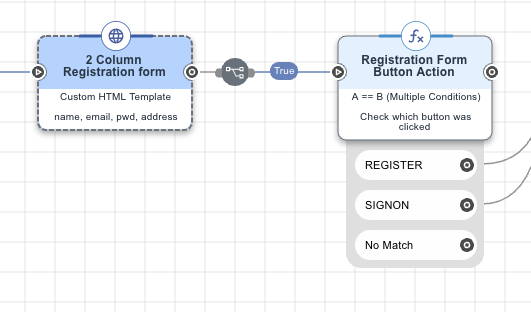 2 Column
Registration form
Custom HTML Template
name, email, pwd, address
True
Registration Form
Button Action
A == B (Multiple Conditions)
Check which button was
clicked
REGISTER
SIGNON
No Match